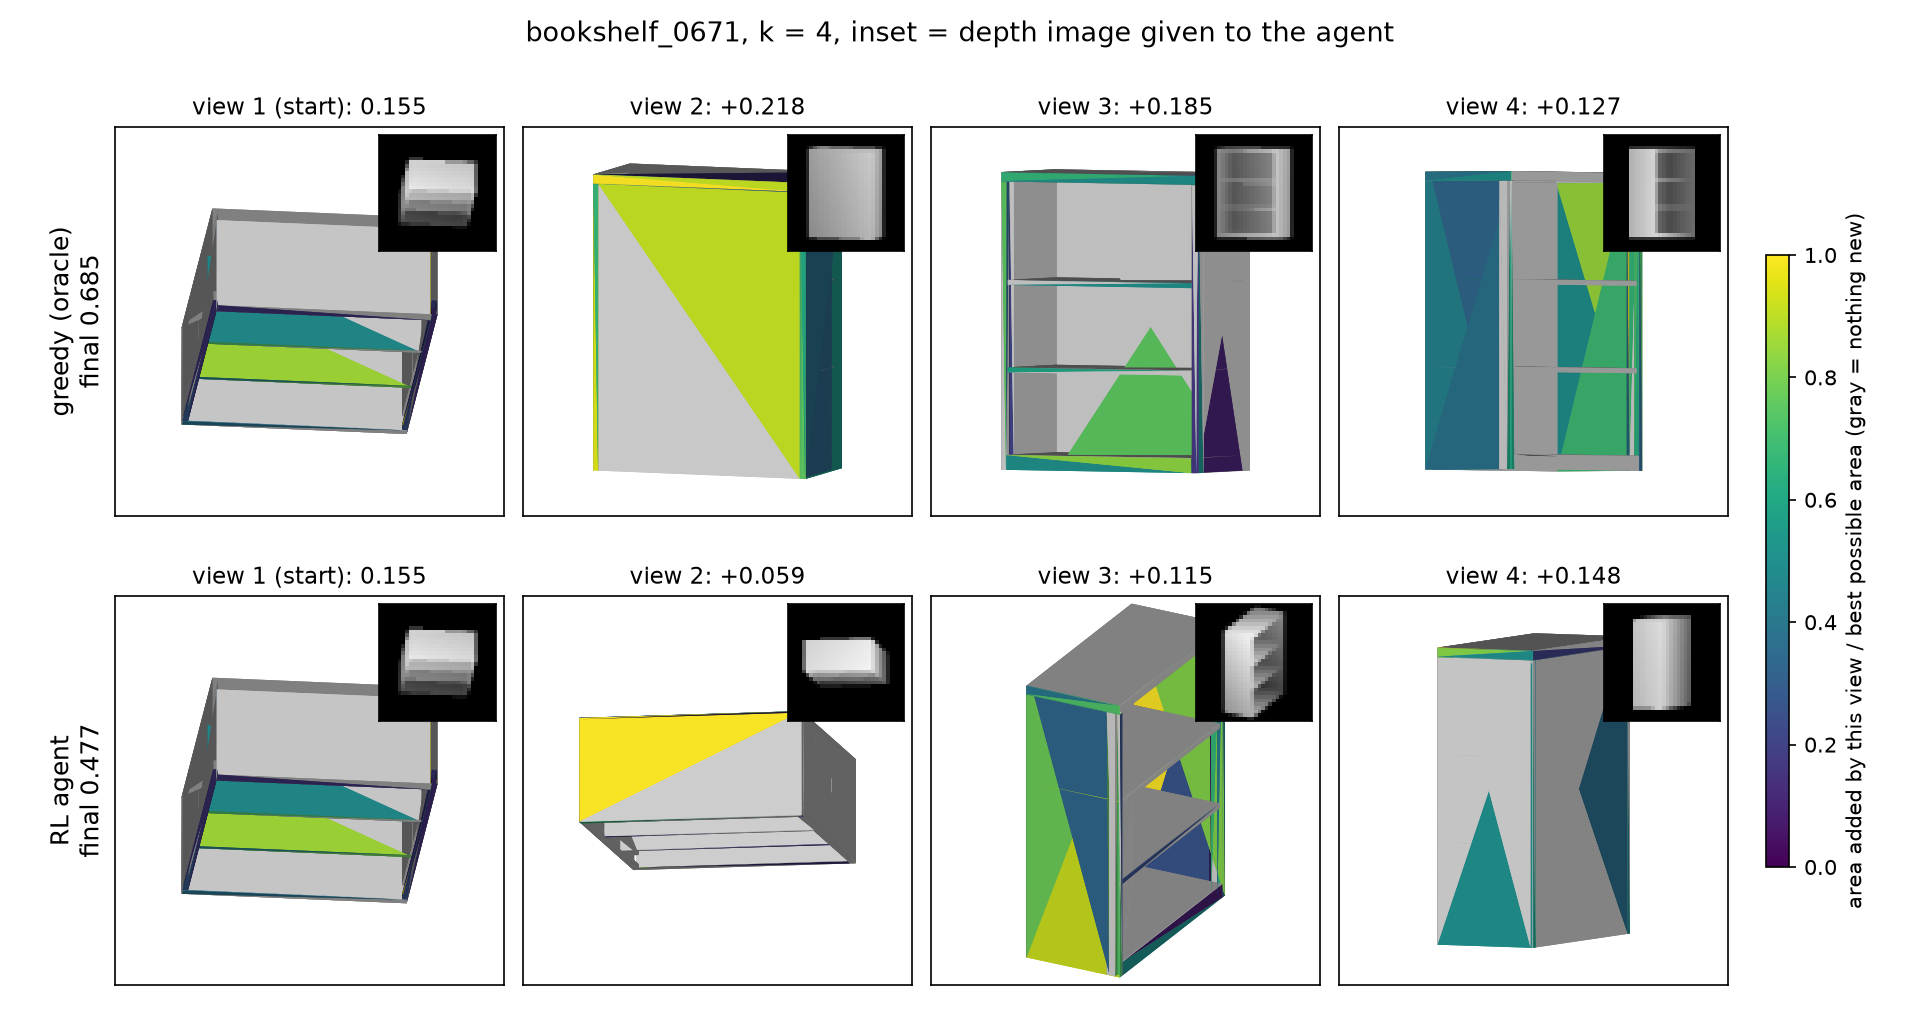 bookshelf_0671, k = 4, inset = depth image given to the agent
greedy (oracle)
final 0.685
view 1 (start): 0.155
view 2: +0.218
view 3: +0.185
view 4: +0.127
RL agent
final 0.477
view 1 (start): 0.155
view 2: +0.059
view 3: +0.115
view 4: +0.148
1.0
0.8
0.6
0.4
0.2
0.0
area added by this view / best possible area (gray = nothing new)